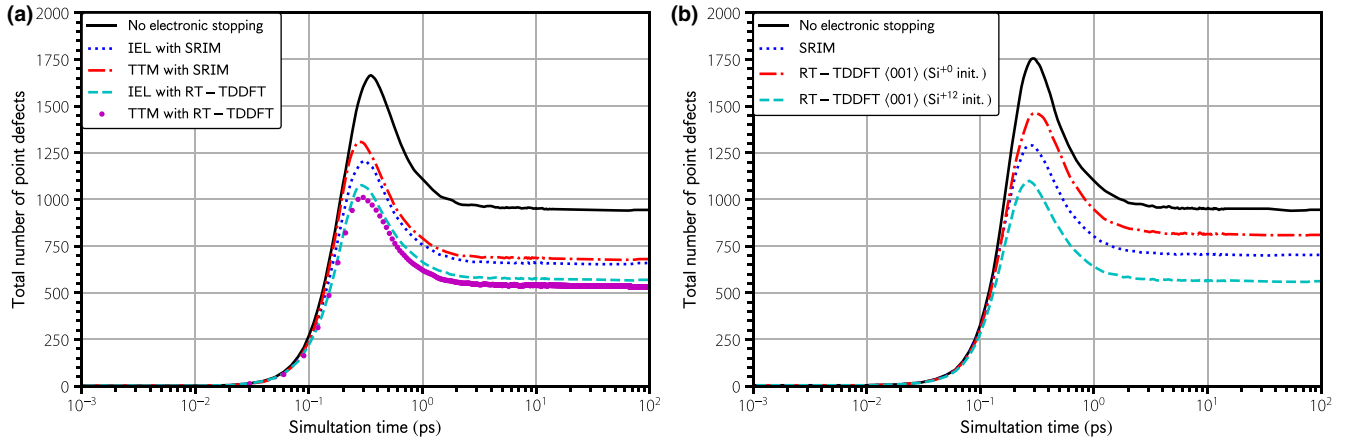 (a)
No electronic stopping
IEL with SRIM
TTM with SRIM
IEL with RT−TDDFT
TTM with RT−TDDFT
Total number of point defects
2000
1750
1500
1250
1000
750
500
250
0
10⁻³ 10⁻² 10⁻¹ 10⁰ 10¹ 10²
Simultation time (ps)
(b)
No electronic stopping
SRIM
RT−TDDFT ⟨001⟩ (Si⁺⁰ init.)
RT−TDDFT ⟨001⟩ (Si⁺¹² init.)
Total number of point defects
2000
1750
1500
1250
1000
750
500
250
0
10⁻³ 10⁻² 10⁻¹ 10⁰ 10¹ 10²
Simultation time (ps)